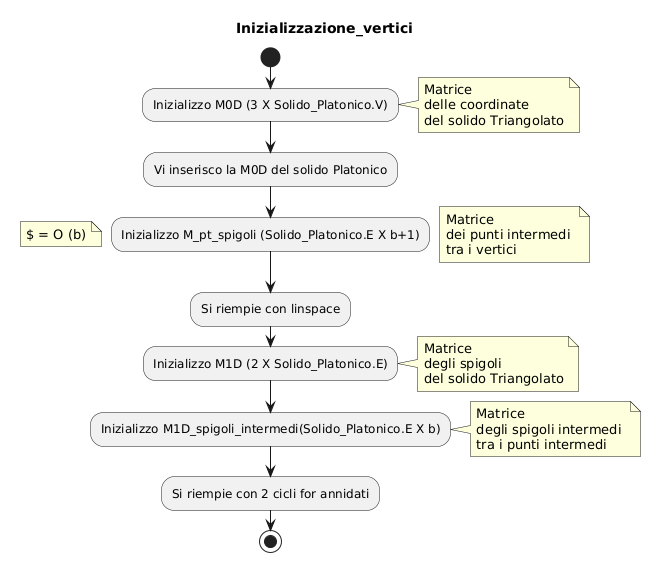 Inizializzazione_vertici
Inizializzo M0D (3 X Solido_Platonico.V)
Matrice
delle coordinate
del solido Triangolato
Vi inserisco la M0D del solido Platonico
$ = O (b)
Inizializzo M_pt_spigoli (Solido_Platonico.E X b+1)
Matrice
dei punti intermedi
tra i vertici
Si riempie con linspace
Inizializzo M1D (2 X Solido_Platonico.E)
Matrice
degli spigoli
del solido Triangolato
Inizializzo M1D_spigoli_intermedi(Solido_Platonico.E X b)
Matrice
degli spigoli intermedi
tra i punti intermedi
Si riempie con 2 cicli for annidati